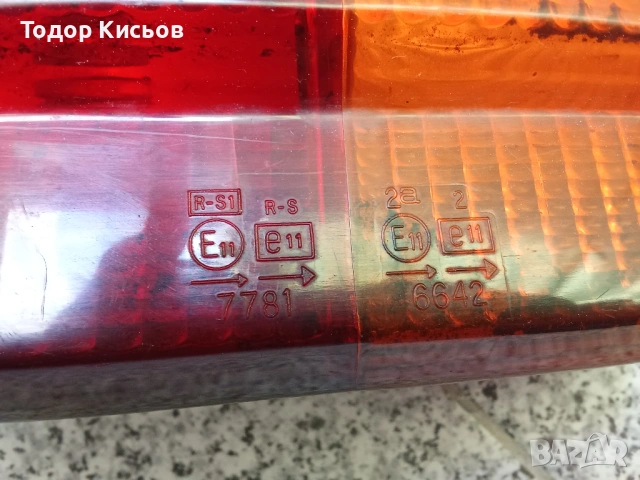 Тодор Кисьов
R-S1 R-S
E11 e11
7781
2a 2
E11 e11
6642
BAZAR